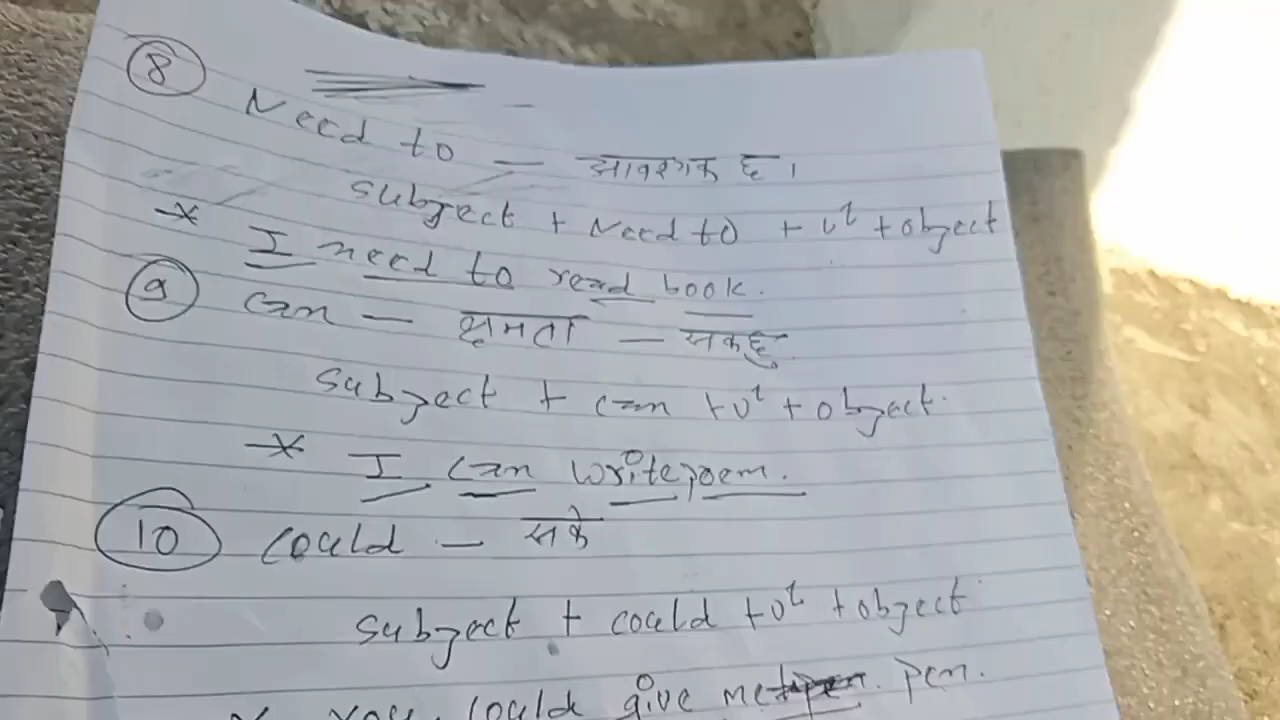 8
Need to — आवश्यक छ ।
subject + Need to + v¹ + object
* I need to read book.
9 can — क्षमता — सकछु
subject + can + v¹ + object.
* I can write poem.
10 could — सके
subject + could + v¹ + object
you could give me pen.